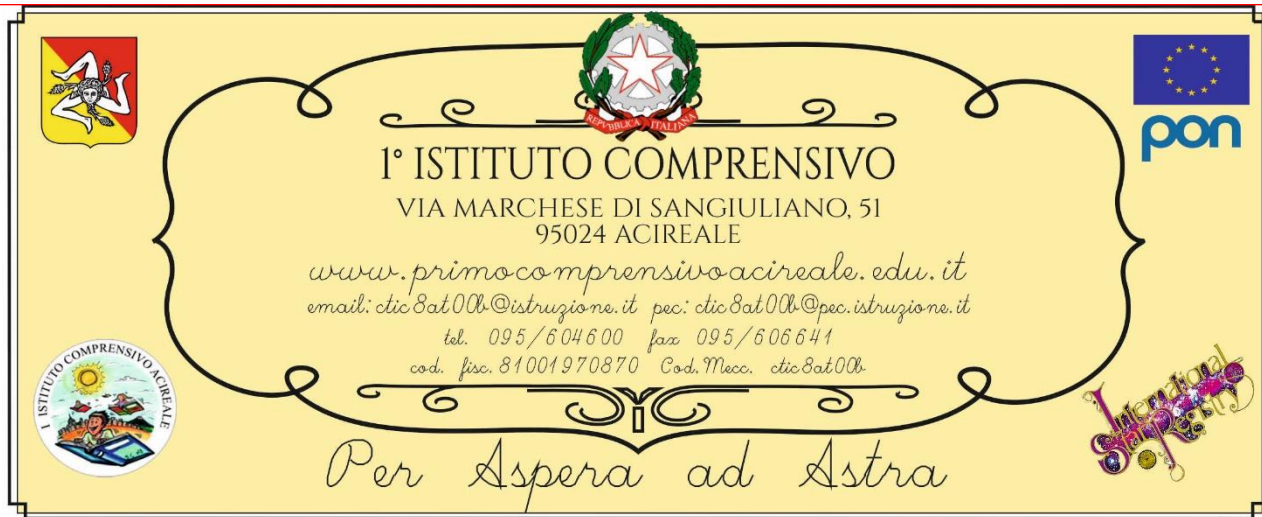 REPVBBLICA ITALIANA
pon
1° ISTITUTO COMPRENSIVO
VIA MARCHESE DI SANGIULIANO, 51
95024 ACIREALE
www.primocomprensivoacireale.edu.it
email: ctic8at00b@istruzione.it pec: ctic8at00b@pec.istruzione.it
tel. 095/604600 fax 095/606641
cod. fisc. 81001970870 Cod. Mecc. ctic8at00b
I ISTITUTO COMPRENSIVO ACIREALE
International
Star Registry
Per Aspera ad Astra